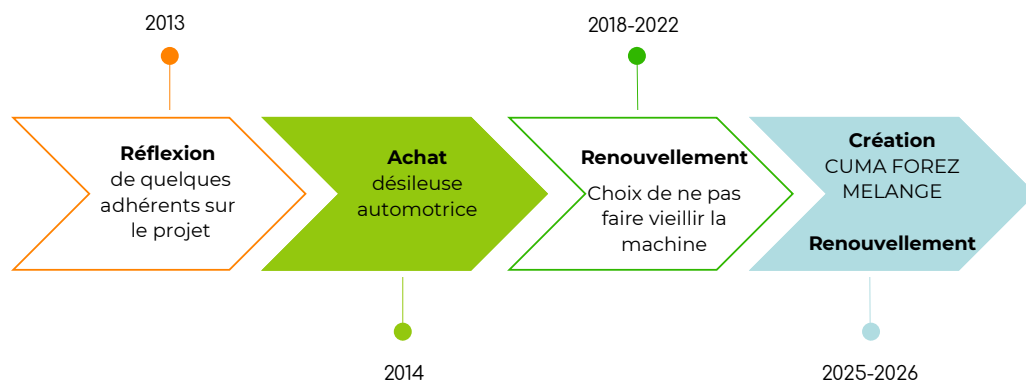 2013
Réflexion
de quelques
adhérents sur
le projet
Achat
désileuse
automotrice
2014
2018-2022
Renouvellement
Choix de ne pas
faire vieillir la
machine
Création
CUMA FOREZ
MELANGE
Renouvellement
2025-2026